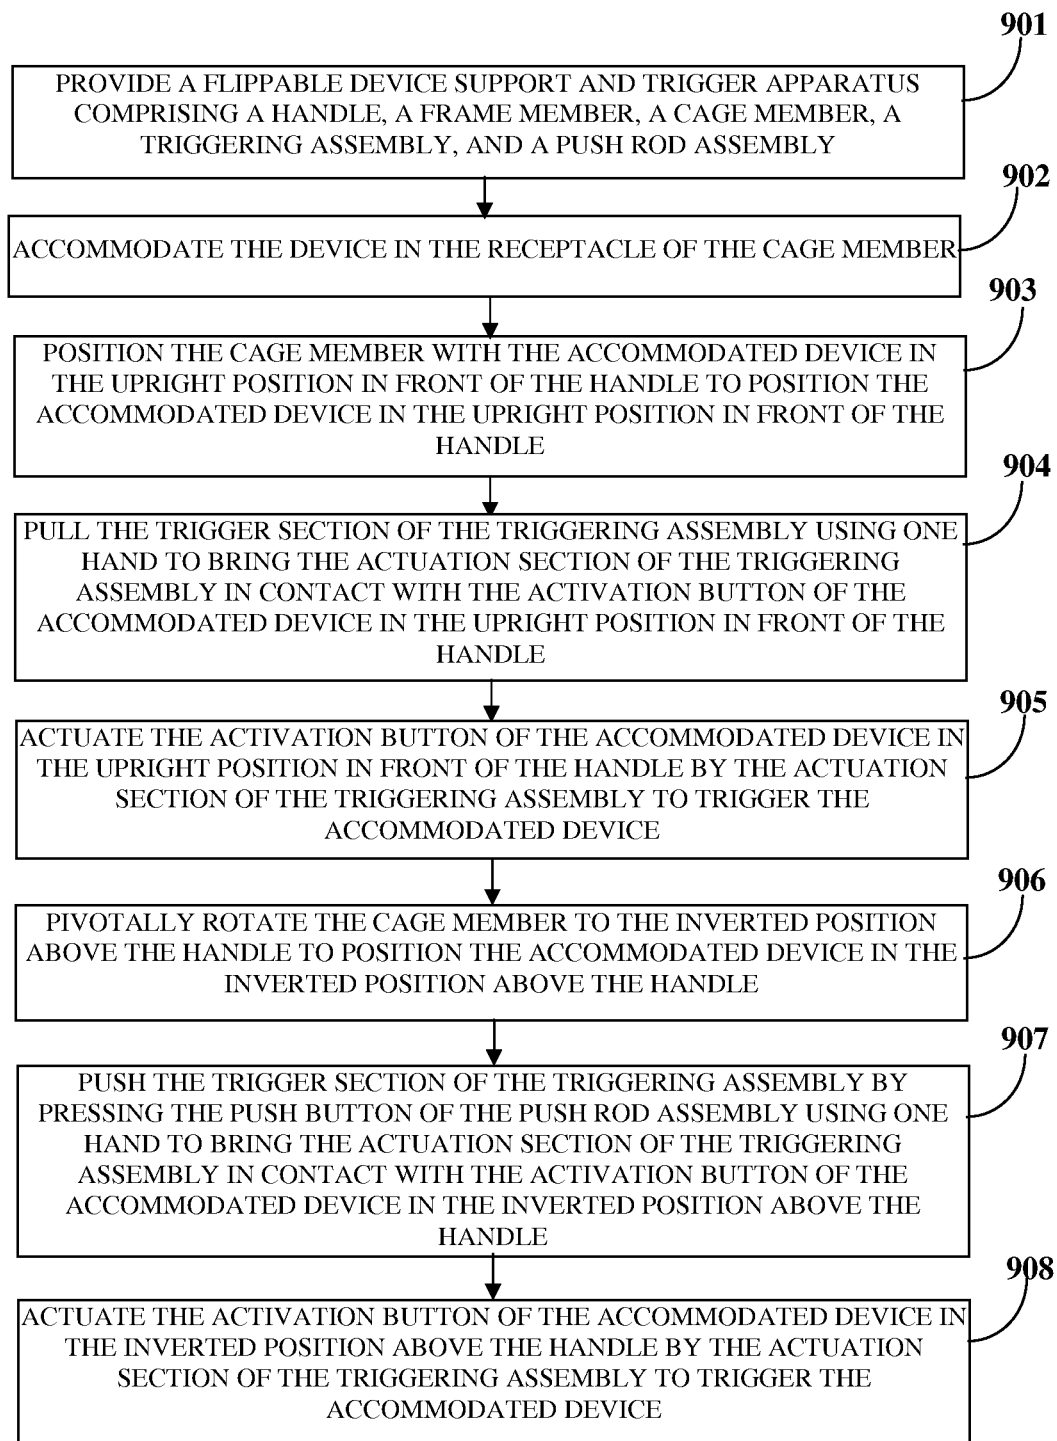 901
PROVIDE A FLIPPABLE DEVICE SUPPORT AND TRIGGER APPARATUS
COMPRISING A HANDLE, A FRAME MEMBER, A CAGE MEMBER, A
TRIGGERING ASSEMBLY, AND A PUSH ROD ASSEMBLY
902
ACCOMMODATE THE DEVICE IN THE RECEPTACLE OF THE CAGE MEMBER
903
POSITION THE CAGE MEMBER WITH THE ACCOMMODATED DEVICE IN
THE UPRIGHT POSITION IN FRONT OF THE HANDLE TO POSITION THE
ACCOMMODATED DEVICE IN THE UPRIGHT POSITION IN FRONT OF THE
HANDLE
904
PULL THE TRIGGER SECTION OF THE TRIGGERING ASSEMBLY USING ONE
HAND TO BRING THE ACTUATION SECTION OF THE TRIGGERING
ASSEMBLY IN CONTACT WITH THE ACTIVATION BUTTON OF THE
ACCOMMODATED DEVICE IN THE UPRIGHT POSITION IN FRONT OF THE
HANDLE
905
ACTUATE THE ACTIVATION BUTTON OF THE ACCOMMODATED DEVICE IN
THE UPRIGHT POSITION IN FRONT OF THE HANDLE BY THE ACTUATION
SECTION OF THE TRIGGERING ASSEMBLY TO TRIGGER THE
ACCOMMODATED DEVICE
906
PIVOTALLY ROTATE THE CAGE MEMBER TO THE INVERTED POSITION
ABOVE THE HANDLE TO POSITION THE ACCOMMODATED DEVICE IN THE
INVERTED POSITION ABOVE THE HANDLE
907
PUSH THE TRIGGER SECTION OF THE TRIGGERING ASSEMBLY BY
PRESSING THE PUSH BUTTON OF THE PUSH ROD ASSEMBLY USING ONE
HAND TO BRING THE ACTUATION SECTION OF THE TRIGGERING
ASSEMBLY IN CONTACT WITH THE ACTIVATION BUTTON OF THE
ACCOMMODATED DEVICE IN THE INVERTED POSITION ABOVE THE
HANDLE
908
ACTUATE THE ACTIVATION BUTTON OF THE ACCOMMODATED DEVICE IN
THE INVERTED POSITION ABOVE THE HANDLE BY THE ACTUATION
SECTION OF THE TRIGGERING ASSEMBLY TO TRIGGER THE
ACCOMMODATED DEVICE